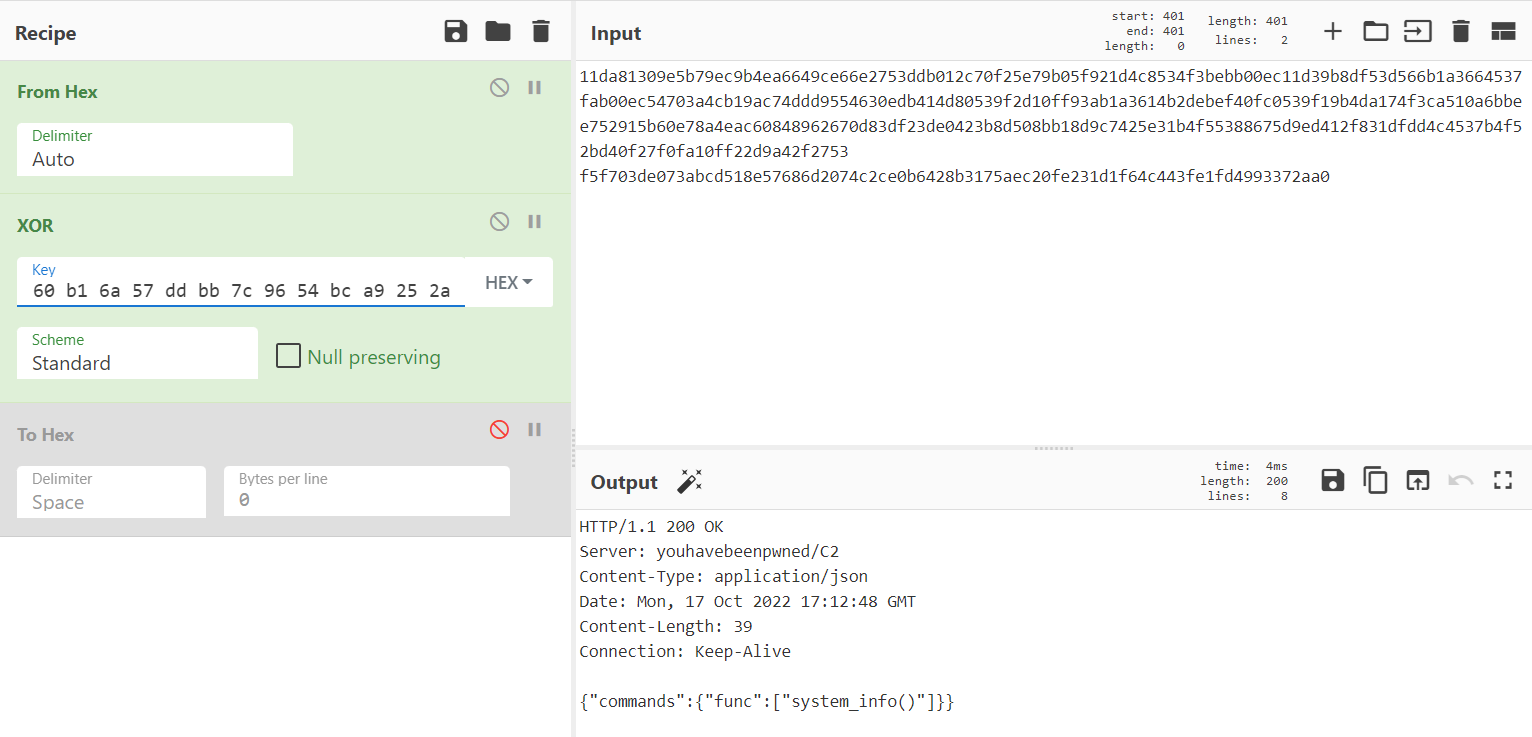 Recipe
From Hex
Delimiter
Auto
XOR
Key
60 b1 6a 57 dd bb 7c 96 54 bc a9 25 2a
HEX
Scheme
Standard
Null preserving
To Hex
Delimiter
Space
Bytes per line
0
Input
start: 401
end: 401
length: 0
length: 401
lines: 2
11da81309e5b79ec9b4ea6649ce66e2753ddb012c70f25e79b05f921d4c8534f3bebb00ec11d39b8df53d566b1a3664537
fab00ec54703a4cb19ac74ddd9554630edb414d80539f2d10ff93ab1a3614b2debef40fc0539f19b4da174f3ca510a6bbe
e752915b60e78a4eac60848962670d83df23de0423b8d508bb18d9c7425e31b4f55388675d9ed412f831dfdd4c4537b4f5
2bd40f27f0fa10ff22d9a42f2753
f5f703de073abcd518e57686d2074c2ce0b6428b3175aec20fe231d1f64c443fe1fd4993372aa0
Output
time: 4ms
length: 200
lines: 8
HTTP/1.1 200 OK
Server: youhavebeenpwned/C2
Content-Type: application/json
Date: Mon, 17 Oct 2022 17:12:48 GMT
Content-Length: 39
Connection: Keep-Alive
{"commands":{"func":["system_info()"]}}